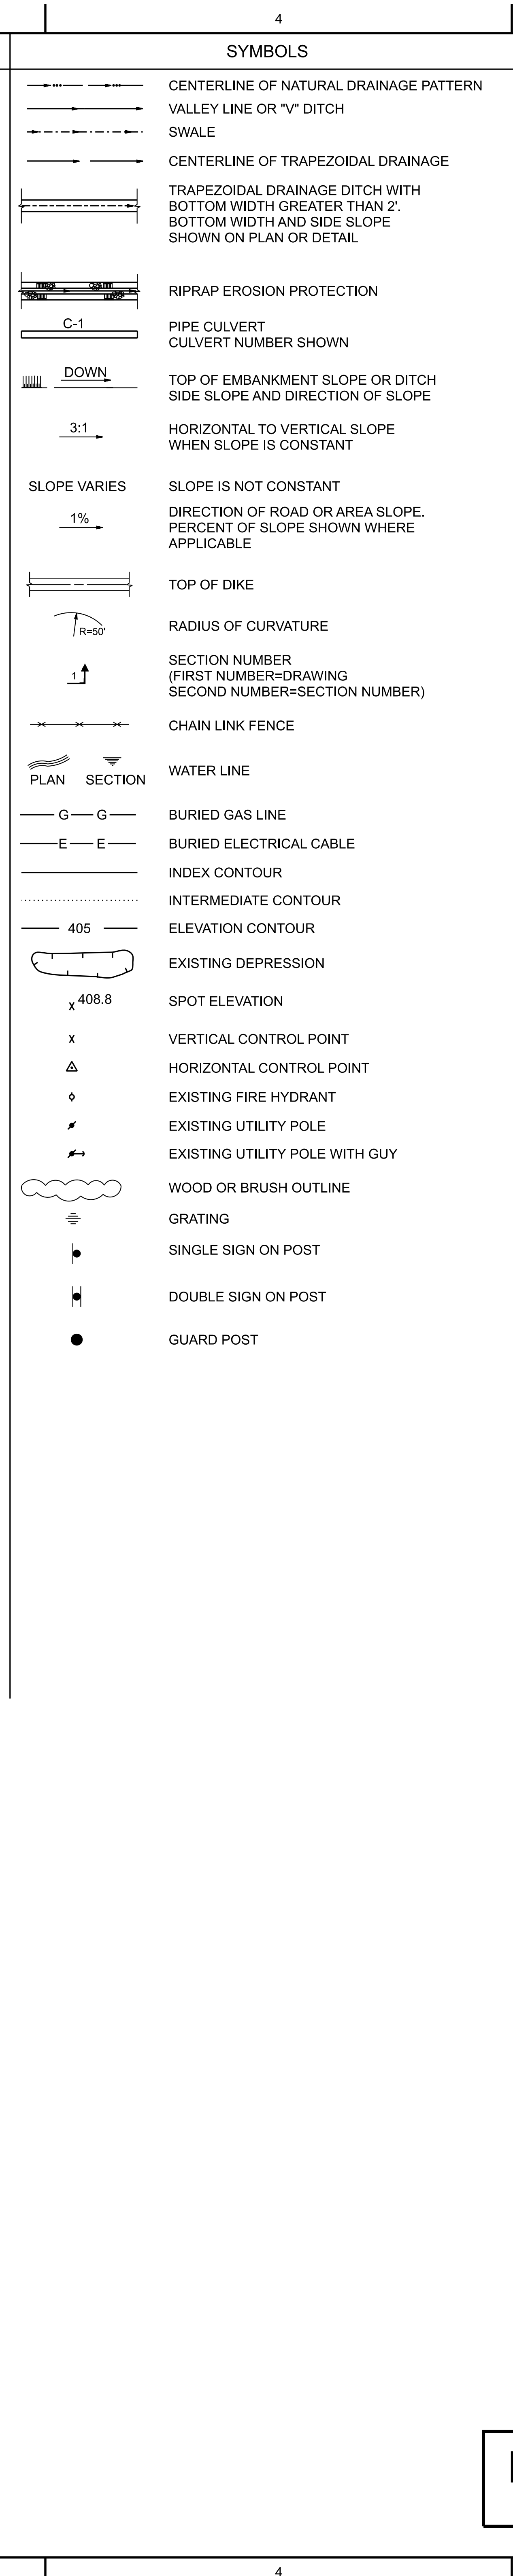 4
SYMBOLS
CENTERLINE OF NATURAL DRAINAGE PATTERN
VALLEY LINE OR "V" DITCH
SWALE
CENTERLINE OF TRAPEZOIDAL DRAINAGE
TRAPEZOIDAL DRAINAGE DITCH WITH
BOTTOM WIDTH GREATER THAN 2'.
BOTTOM WIDTH AND SIDE SLOPE
SHOWN ON PLAN OR DETAIL
RIPRAP EROSION PROTECTION
C-1
PIPE CULVERT
CULVERT NUMBER SHOWN
DOWN
TOP OF EMBANKMENT SLOPE OR DITCH
SIDE SLOPE AND DIRECTION OF SLOPE
3:1
HORIZONTAL TO VERTICAL SLOPE
WHEN SLOPE IS CONSTANT
SLOPE VARIES
SLOPE IS NOT CONSTANT
1%
DIRECTION OF ROAD OR AREA SLOPE.
PERCENT OF SLOPE SHOWN WHERE
APPLICABLE
TOP OF DIKE
R=50'
RADIUS OF CURVATURE
1
SECTION NUMBER
(FIRST NUMBER=DRAWING
SECOND NUMBER=SECTION NUMBER)
CHAIN LINK FENCE
PLAN SECTION
WATER LINE
G G
BURIED GAS LINE
E E
BURIED ELECTRICAL CABLE
INDEX CONTOUR
INTERMEDIATE CONTOUR
405
ELEVATION CONTOUR
EXISTING DEPRESSION
x 408.8
SPOT ELEVATION
x
VERTICAL CONTROL POINT
HORIZONTAL CONTROL POINT
EXISTING FIRE HYDRANT
EXISTING UTILITY POLE
EXISTING UTILITY POLE WITH GUY
WOOD OR BRUSH OUTLINE
GRATING
SINGLE SIGN ON POST
DOUBLE SIGN ON POST
GUARD POST
4